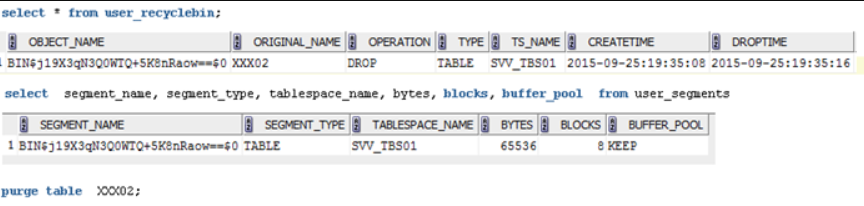 select * from user_recyclebin;
OBJECT_NAME ORIGINAL_NAME OPERATION TYPE TS_NAME CREATETIME DROPTIME
BIN$j19X3qN3Q0WTQ+5K8nRaow==$0 XXX02 DROP TABLE SVV_TBS01 2015-09-25:19:35:08 2015-09-25:19:35:16
select segment_name, segment_type, tablespace_name, bytes, blocks, buffer_pool from user_segments
SEGMENT_NAME SEGMENT_TYPE TABLESPACE_NAME BYTES BLOCKS BUFFER_POOL
1 BIN$j19X3qN3Q0WTQ+5K8nRaow==$0 TABLE SVV_TBS01 65536 8 KEEP
purge table XXX02;